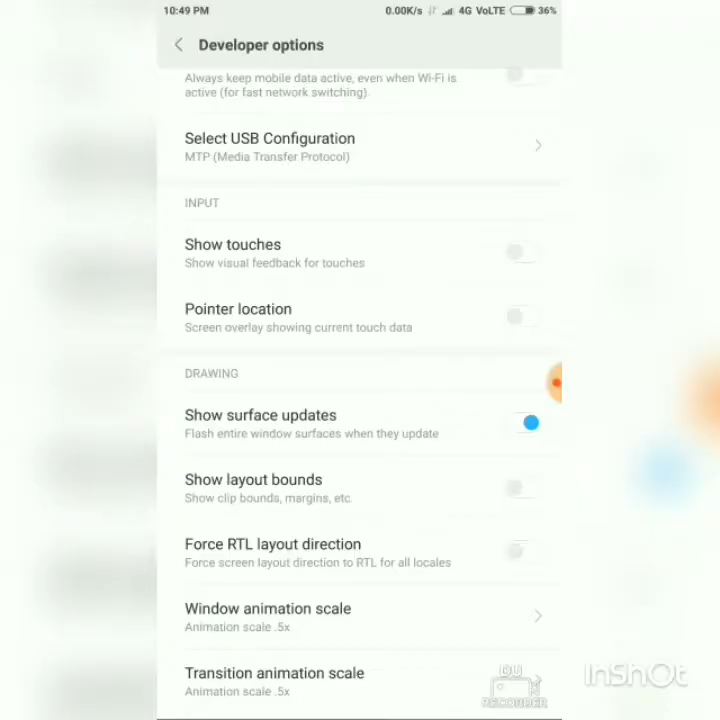 10:49 PM 0.00K/s 4G VoLTE 36%
Developer options
Always keep mobile data active, even when Wi-Fi is
active (for fast network switching).
Select USB Configuration
MTP (Media Transfer Protocol)
INPUT
Show touches
Show visual feedback for touches
Pointer location
Screen overlay showing current touch data
DRAWING
Show surface updates
Flash entire window surfaces when they update
Show layout bounds
Show clip bounds, margins, etc.
Force RTL layout direction
Force screen layout direction to RTL for all locales
Window animation scale
Animation scale .5x
Transition animation scale
Animation scale .5x
DU
RECORDER
InShOt